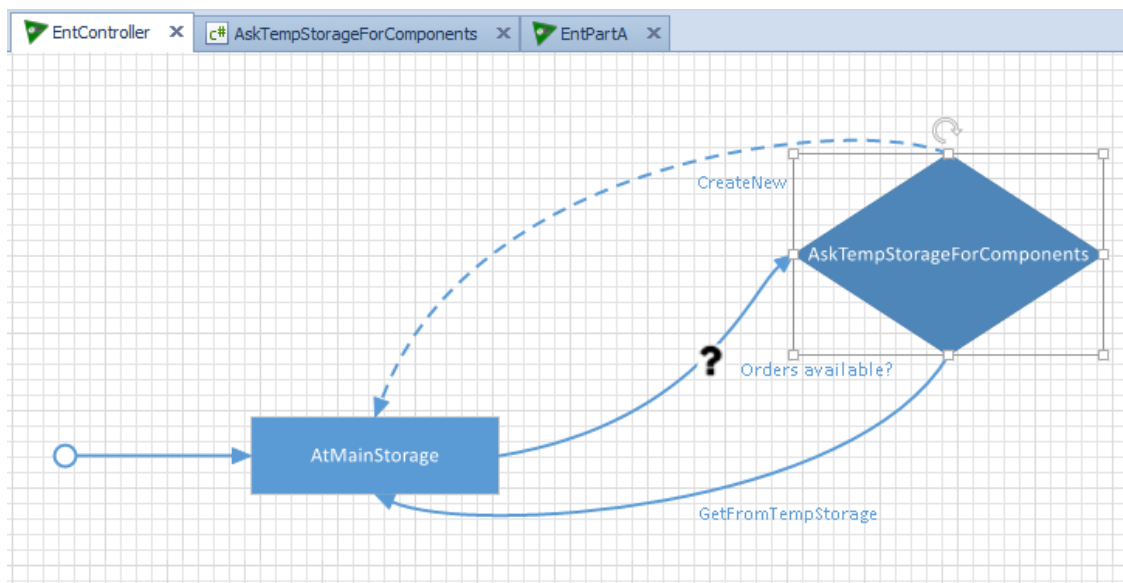 EntController
c# AskTempStorageForComponents
EntPartA
CreateNew
AskTempStorageForComponents
?
Orders available?
AtMainStorage
GetFromTempStorage